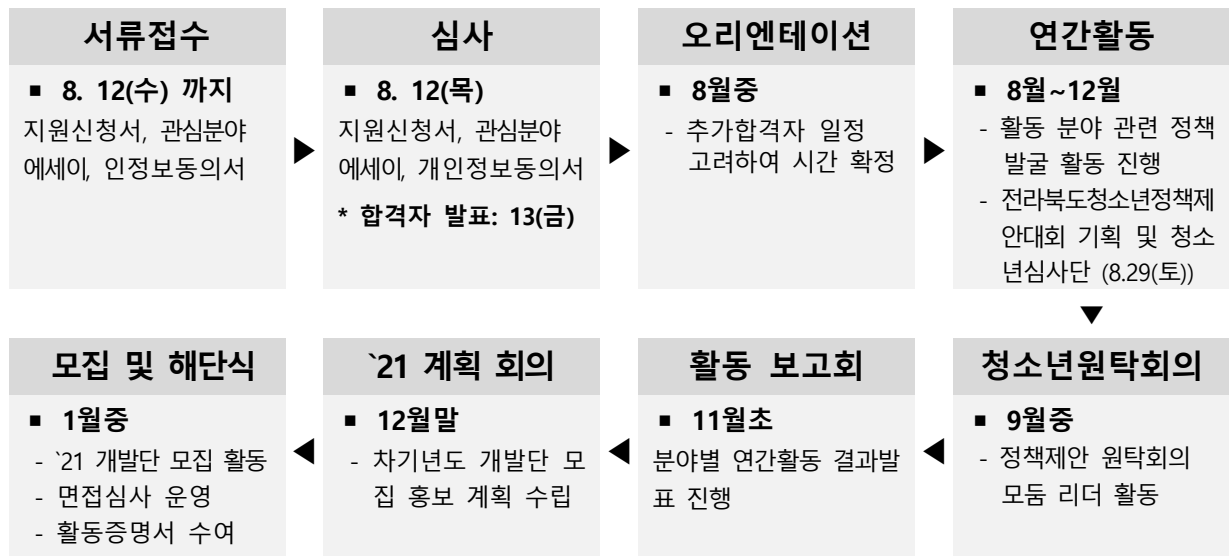 서류접수
■ 8. 12(수) 까지
지원신청서, 관심분야
에세이, 인정보동의서
▶
심사
■ 8. 12(목)
지원신청서, 관심분야
에세이, 개인정보동의서
* 합격자 발표: 13(금)
▶
오리엔테이션
■ 8월중
- 추가합격자 일정
고려하여 시간 확정
▶
연간활동
■ 8월~12월
- 활동 분야 관련 정책
발굴 활동 진행
- 전라북도청소년정책제
안대회 기획 및 청소
년심사단 (8.29(토))
▼
청소년원탁회의
■ 9월중
- 정책제안 원탁회의
모둠 리더 활동
◀
활동 보고회
■ 11월초
분야별 연간활동 결과발
표 진행
◀
`21 계획 회의
■ 12월말
- 차기년도 개발단 모
집 홍보 계획 수립
◀
모집 및 해단식
■ 1월중
- `21 개발단 모집 활동
- 면접심사 운영
- 활동증명서 수여